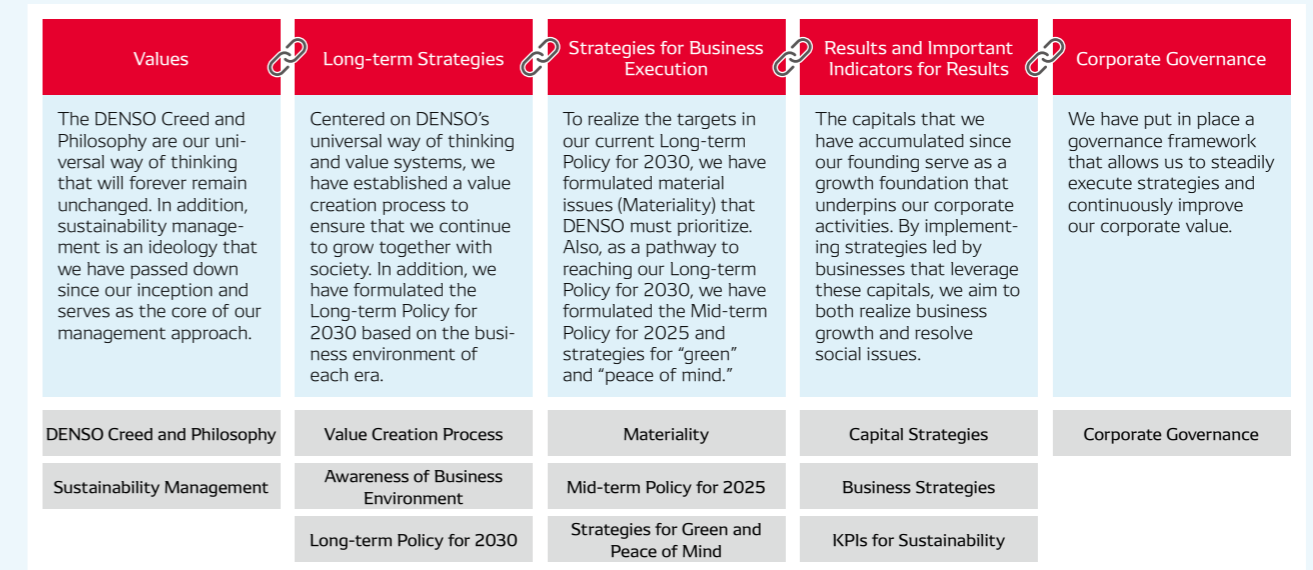 Values
The DENSO Creed and
Philosophy are our uni-
versal way of thinking
that will forever remain
unchanged. In addition,
sustainability manage-
ment is an ideology that
we have passed down
since our inception and
serves as the core of our
management approach.
DENSO Creed and Philosophy
Sustainability Management
Long-term Strategies
Centered on DENSO’s
universal way of thinking
and value systems, we
have established a value
creation process to
ensure that we continue
to grow together with
society. In addition, we
have formulated the
Long-term Policy for
2030 based on the busi-
ness environment of
each era.
Value Creation Process
Awareness of Business
Environment
Long-term Policy for 2030
Strategies for Business
Execution
To realize the targets in
our current Long-term
Policy for 2030, we have
formulated material
issues (Materiality) that
DENSO must prioritize.
Also, as a pathway to
reaching our Long-term
Policy for 2030, we have
formulated the Mid-term
Policy for 2025 and
strategies for “green”
and “peace of mind.”
Materiality
Mid-term Policy for 2025
Strategies for Green and
Peace of Mind
Results and Important
Indicators for Results
The capitals that we
have accumulated since
our founding serve as a
growth foundation that
underpins our corporate
activities. By implement-
ing strategies led by
businesses that leverage
these capitals, we aim to
both realize business
growth and resolve
social issues.
Capital Strategies
Business Strategies
KPIs for Sustainability
Corporate Governance
We have put in place a
governance framework
that allows us to steadily
execute strategies and
continuously improve
our corporate value.
Corporate Governance